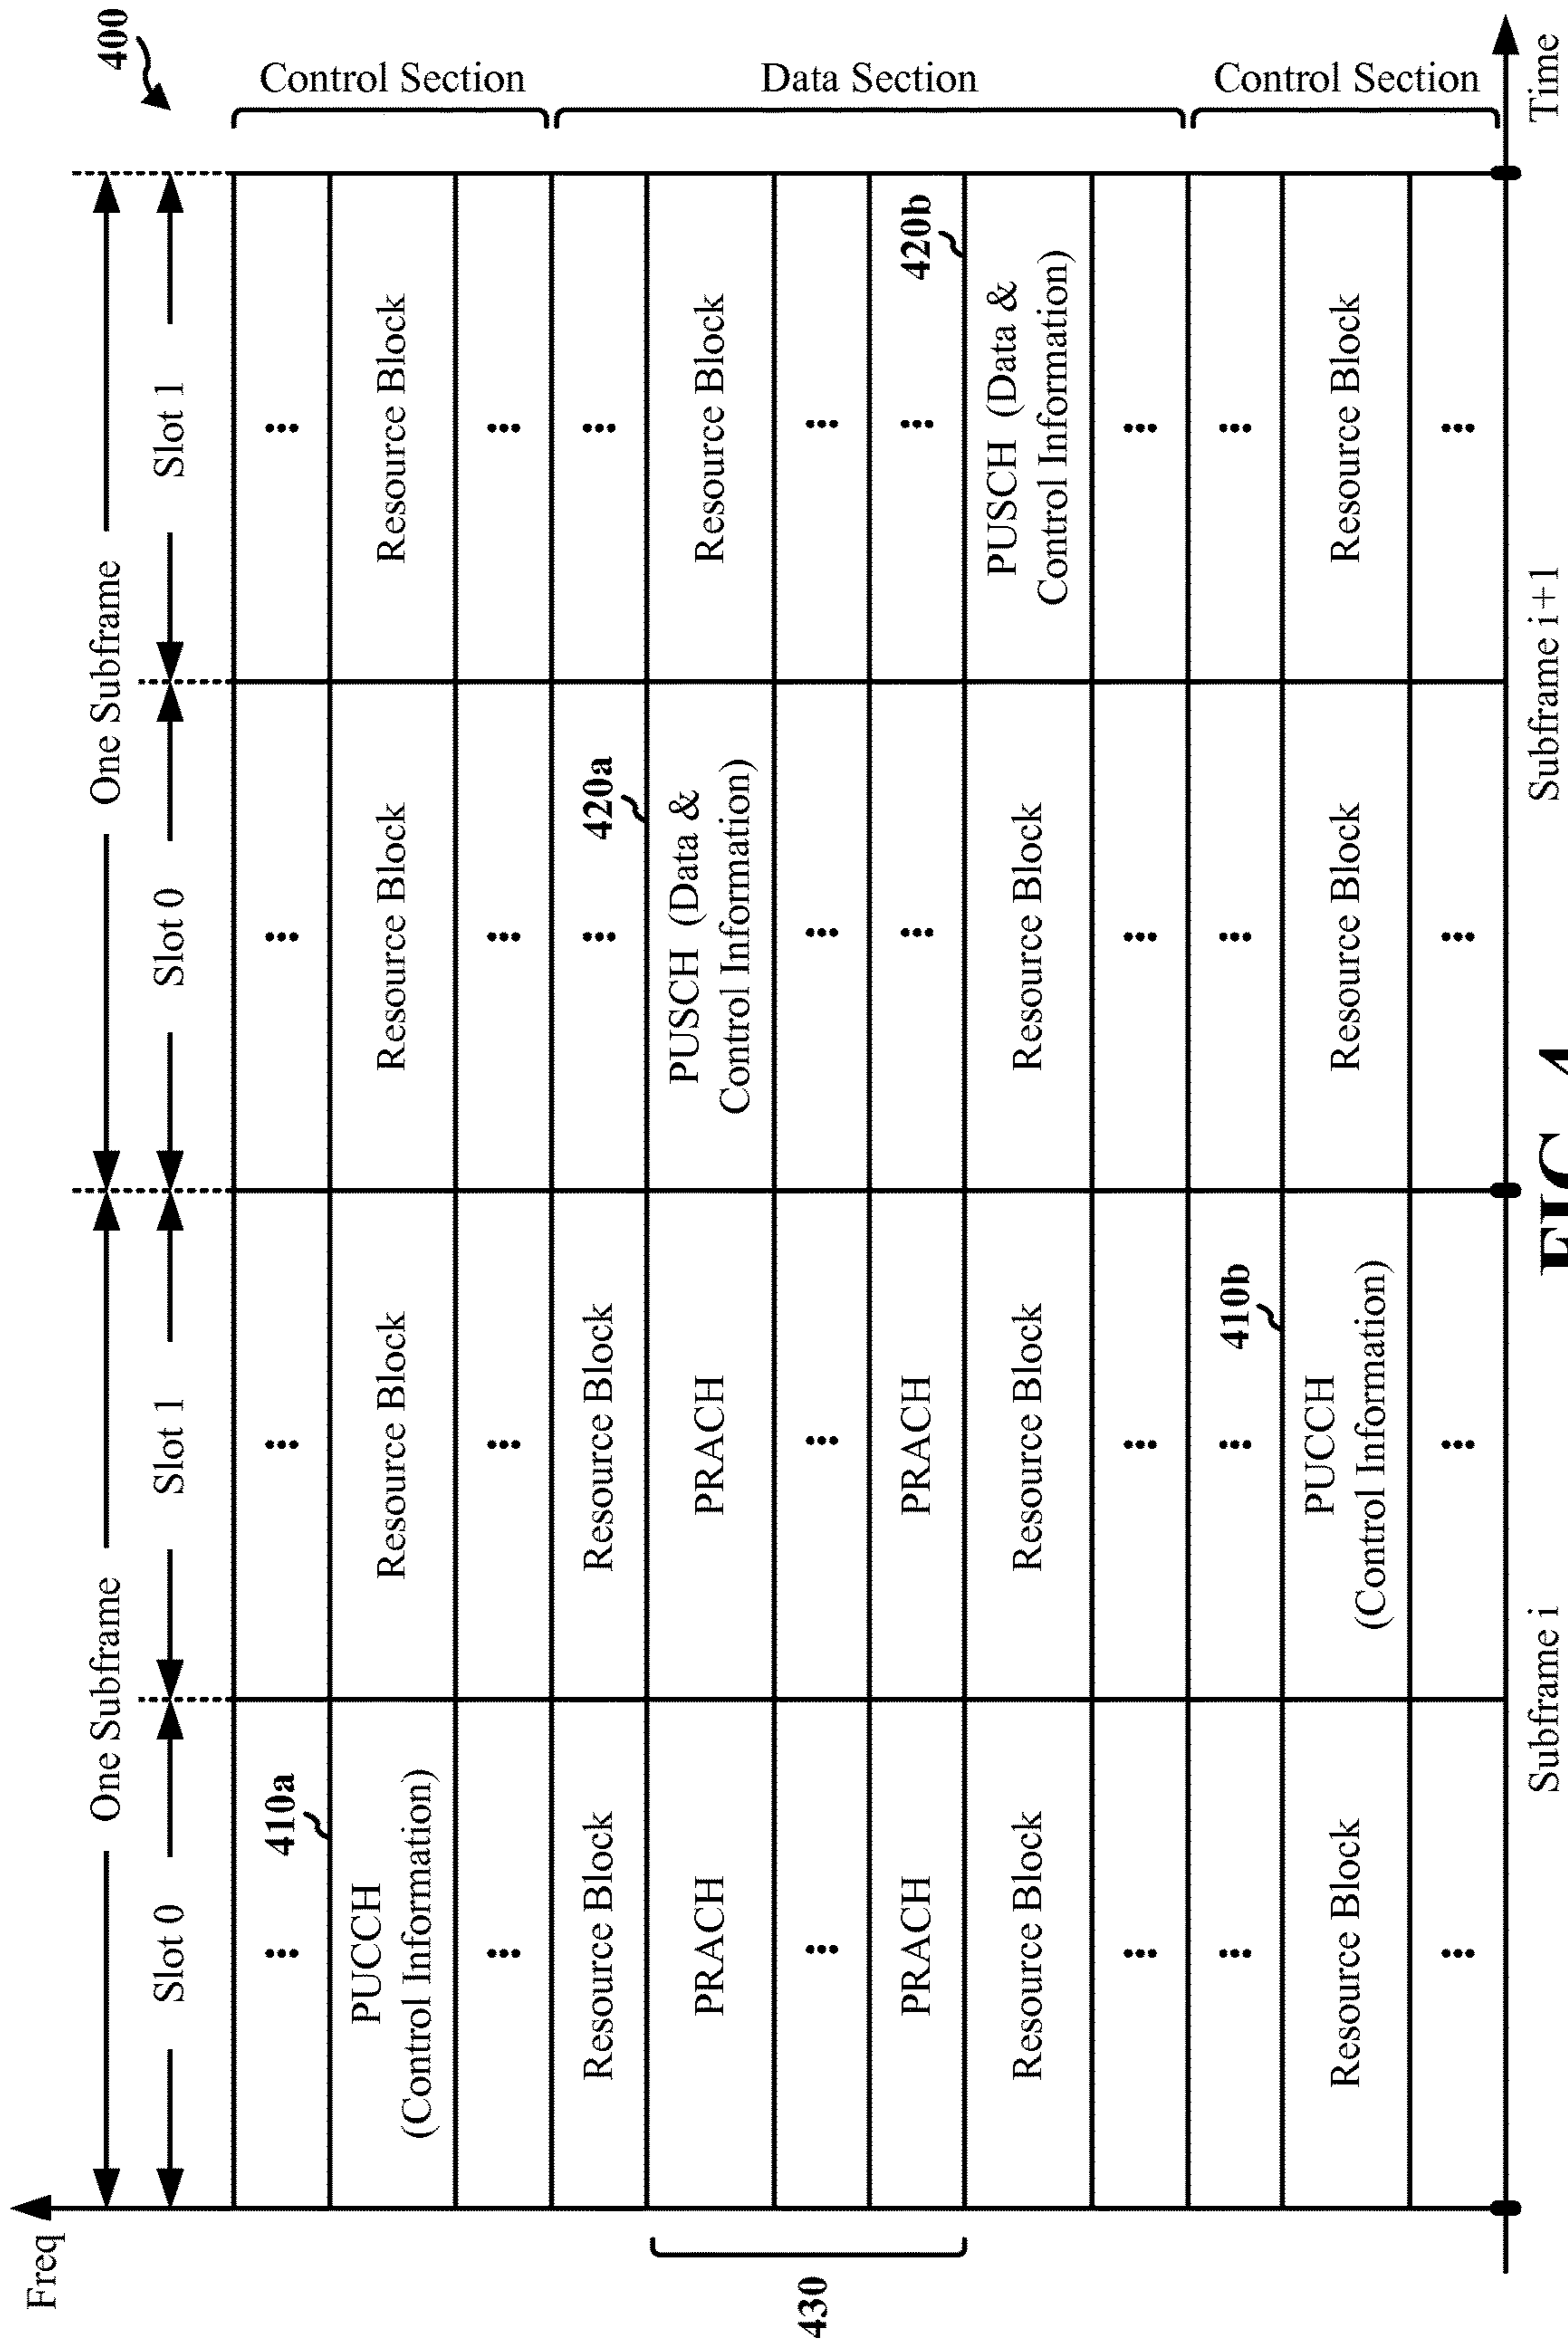 Freq
One Subframe
One Subframe
400
Slot 0
Slot 1
Slot 0
Slot 1
Control Section
410a
PUCCH
(Control Information)
Resource Block
Resource Block
Resource Block
Data Section
Resource Block
Resource Block
420a
PRACH
PRACH
PUSCH (Data &
Control Information)
Resource Block
430
PRACH
PRACH
420b
Resource Block
Resource Block
Resource Block
PUSCH (Data &
Control Information)
Control Section
410b
Resource Block
PUCCH
(Control Information)
Resource Block
Resource Block
Subframe i
Subframe i+1
Time